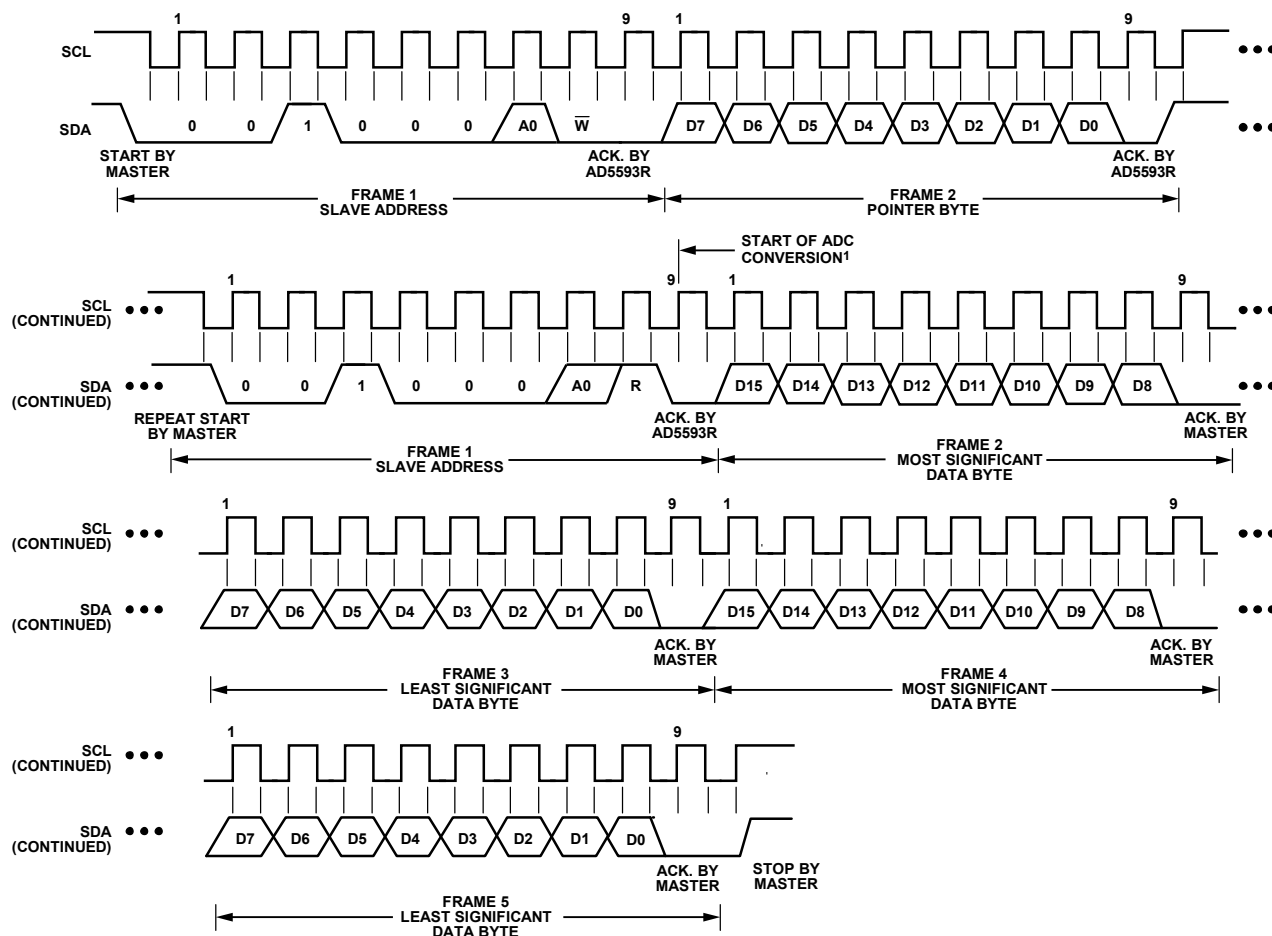 1 9 1 9
SCL
SDA 0 0 1 0 0 0 A0 W̅ D7 D6 D5 D4 D3 D2 D1 D0
START BY
MASTER
ACK. BY
AD5593R
ACK. BY
AD5593R
FRAME 1
SLAVE ADDRESS
FRAME 2
POINTER BYTE
START OF ADC
CONVERSION1
1 9 1 9
SCL
(CONTINUED)
SDA
(CONTINUED)
0 0 1 0 0 0 A0 R D15 D14 D13 D12 D11 D10 D9 D8
REPEAT START
BY MASTER
ACK. BY
AD5593R
ACK. BY
MASTER
FRAME 1
SLAVE ADDRESS
FRAME 2
MOST SIGNIFICANT
DATA BYTE
1 9 1 9
SCL
(CONTINUED)
SDA
(CONTINUED)
D7 D6 D5 D4 D3 D2 D1 D0 D15 D14 D13 D12 D11 D10 D9 D8
ACK. BY
MASTER
ACK. BY
MASTER
FRAME 3
LEAST SIGNIFICANT
DATA BYTE
FRAME 4
MOST SIGNIFICANT
DATA BYTE
1 9
SCL
(CONTINUED)
SDA
(CONTINUED)
D7 D6 D5 D4 D3 D2 D1 D0
ACK. BY
MASTER
STOP BY
MASTER
FRAME 5
LEAST SIGNIFICANT
DATA BYTE